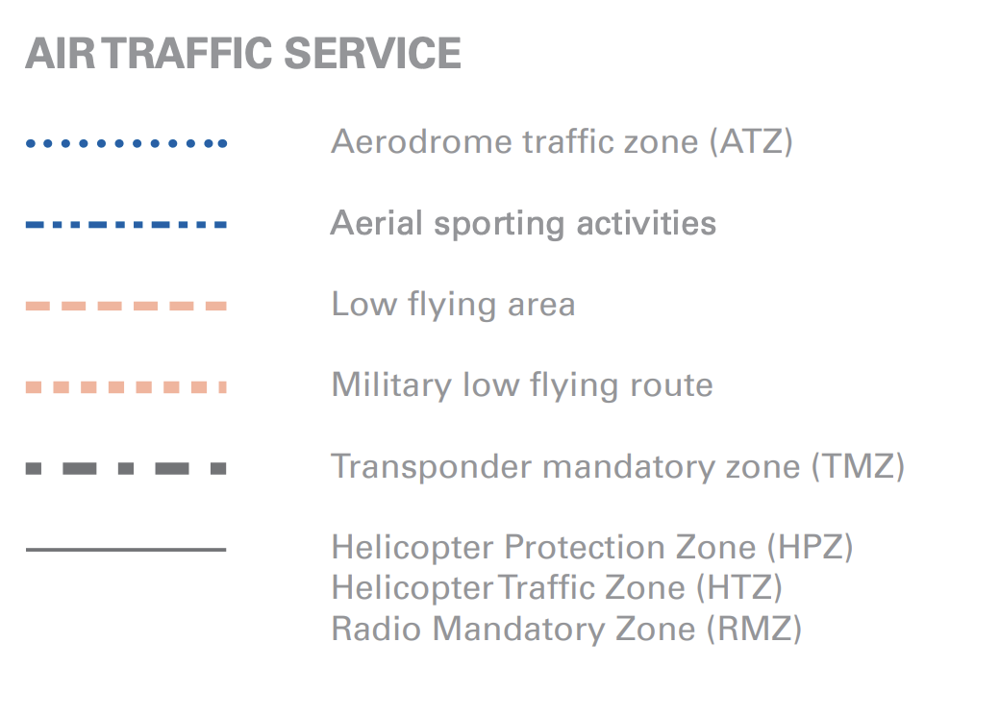 AIR TRAFFIC SERVICE
Aerodrome traffic zone (ATZ)
Aerial sporting activities
Low flying area
Military low flying route
Transponder mandatory zone (TMZ)
Helicopter Protection Zone (HPZ)
Helicopter Traffic Zone (HTZ)
Radio Mandatory Zone (RMZ)